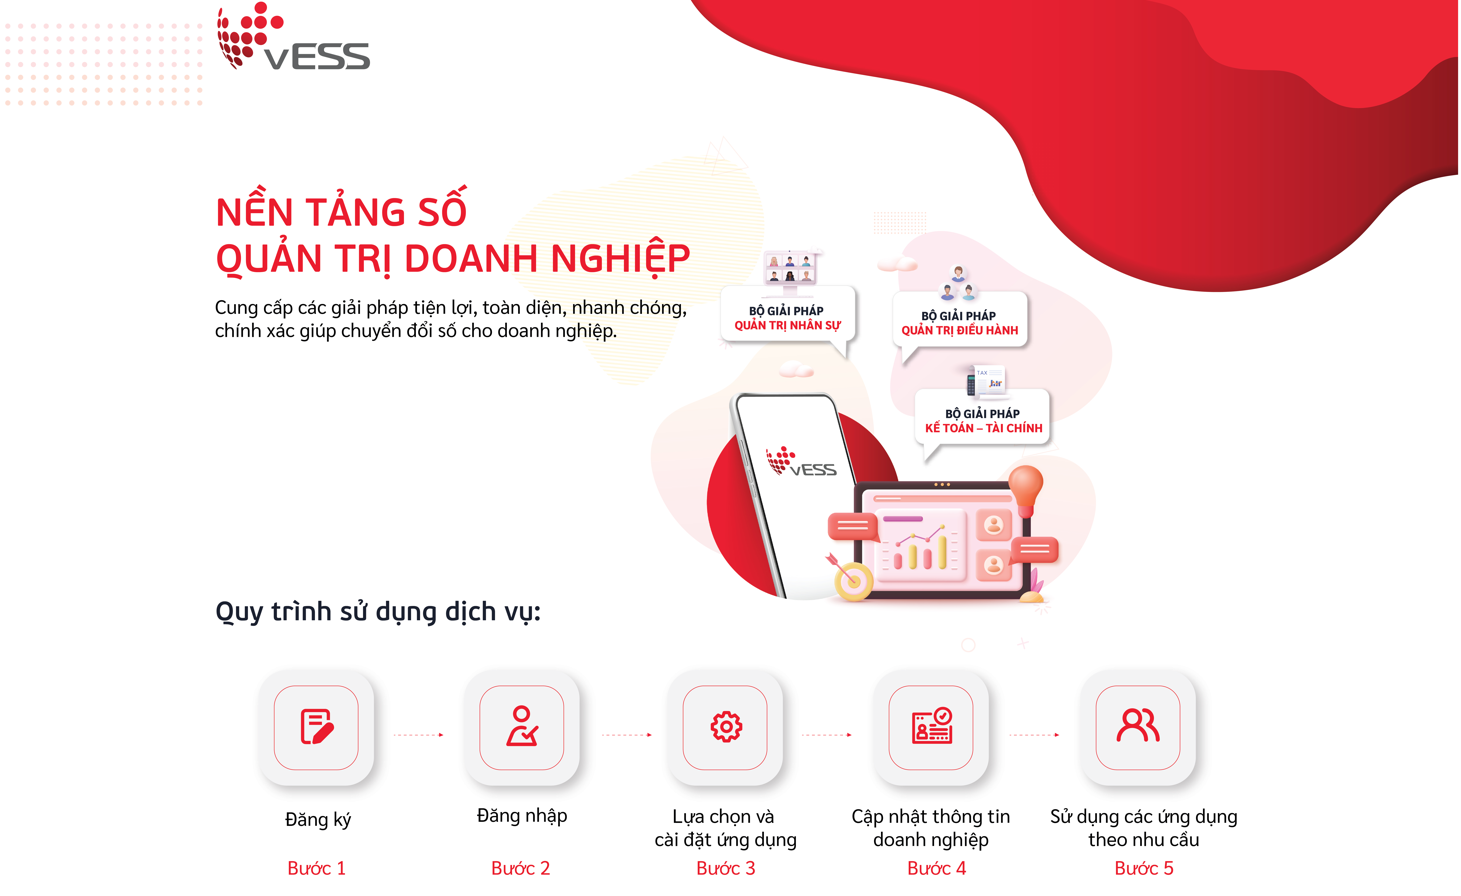 vESS
NỀN TẢNG SỐ
QUẢN TRỊ DOANH NGHIỆP
Cung cấp các giải pháp tiện lợi, toàn diện, nhanh chóng,
chính xác giúp chuyển đổi số cho doanh nghiệp.
BỘ GIẢI PHÁP
QUẢN TRỊ NHÂN SỰ
BỘ GIẢI PHÁP
QUẢN TRỊ ĐIỀU HÀNH
TAX
BỘ GIẢI PHÁP
KẾ TOÁN – TÀI CHÍNH
vESS
Quy trình sử dụng dịch vụ:
Đăng ký
Bước 1
Đăng nhập
Bước 2
Lựa chọn và
cài đặt ứng dụng
Bước 3
Cập nhật thông tin
doanh nghiệp
Bước 4
Sử dụng các ứng dụng
theo nhu cầu
Bước 5